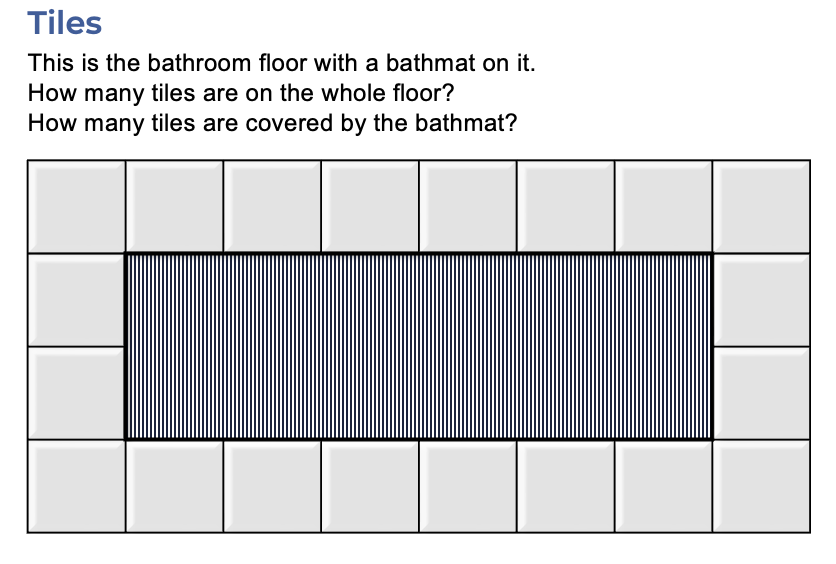 Tiles
This is the bathroom floor with a bathmat on it.
How many tiles are on the whole floor?
How many tiles are covered by the bathmat?